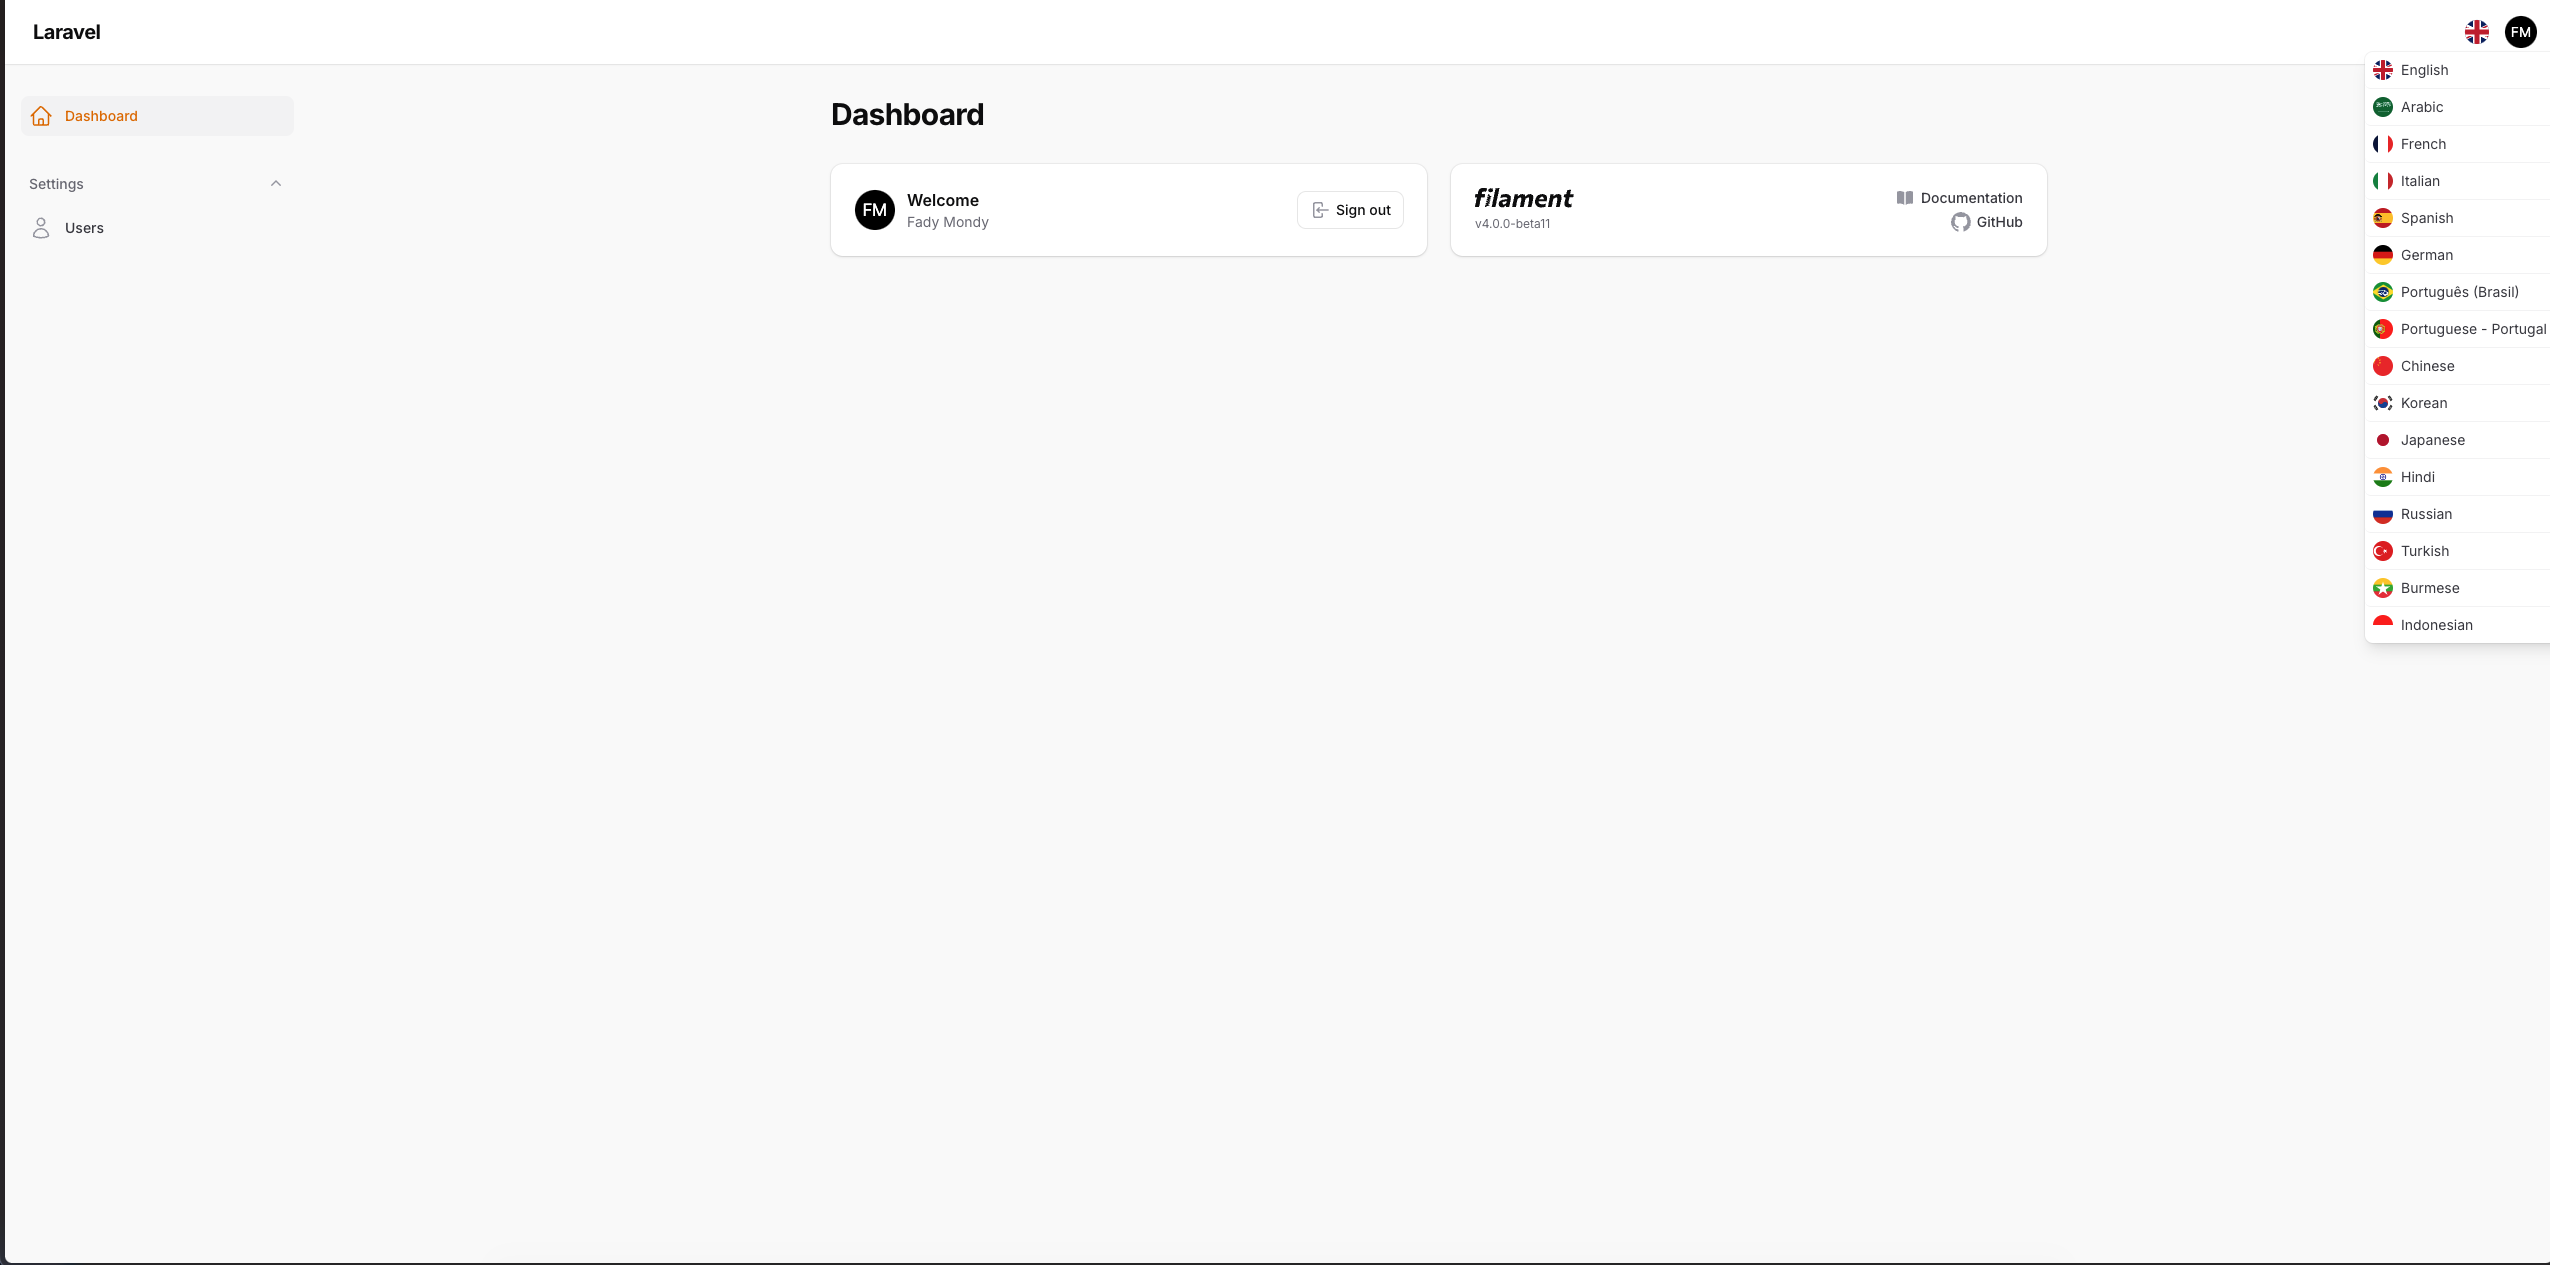 Laravel
FM
Dashboard
Settings
Users
Dashboard
FM
Welcome
Fady Mondy
Sign out
filament
v4.0.0-beta11
Documentation
GitHub
English
Arabic
French
Italian
Spanish
German
Português (Brasil)
Portuguese - Portugal
Chinese
Korean
Japanese
Hindi
Russian
Turkish
Burmese
Indonesian